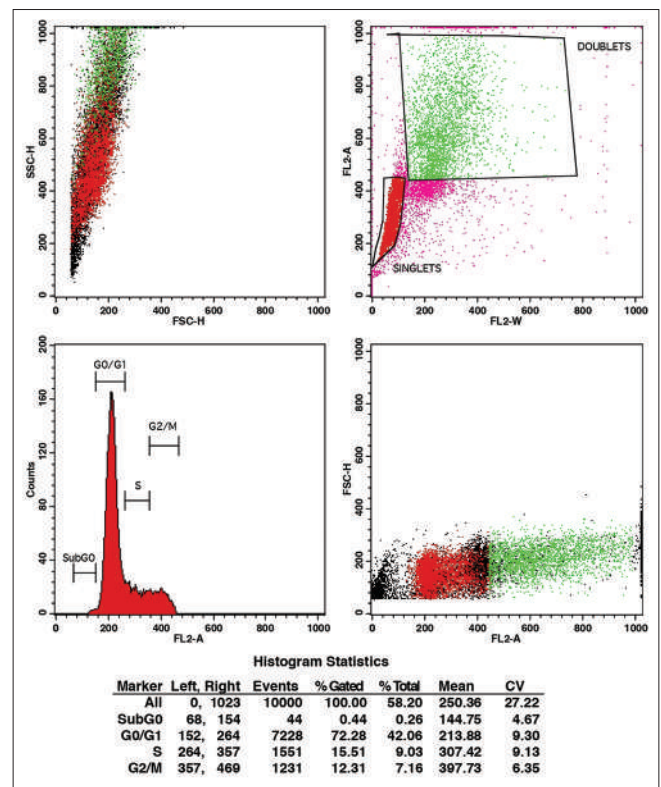 1000
800
600
400
200
0
SSC-H
0 200 400 600 800 1000
FSC-H
DOUBLETS
1000
800
600
400
200
0
FL2-A
SINGLETS
0 200 400 600 800 1000
FL2-W
200
160
120
80
40
0
Counts
G0/G1
G2/M
S
SubG0
0 200 400 600 800 1000
FL2-A
1000
800
600
400
200
0
FSC-H
0 200 400 600 800 1000
FL2-A
Histogram Statistics
Marker Left, Right Events % Gated % Total Mean CV
All 0, 1023 10000 100.00 58.20 250.36 27.22
SubG0 68, 154 44 0.44 0.26 144.75 4.67
G0/G1 152, 264 7228 72.28 42.06 213.88 9.30
S 264, 357 1551 15.51 9.03 307.42 9.13
G2/M 357, 469 1231 12.31 7.16 397.73 6.35